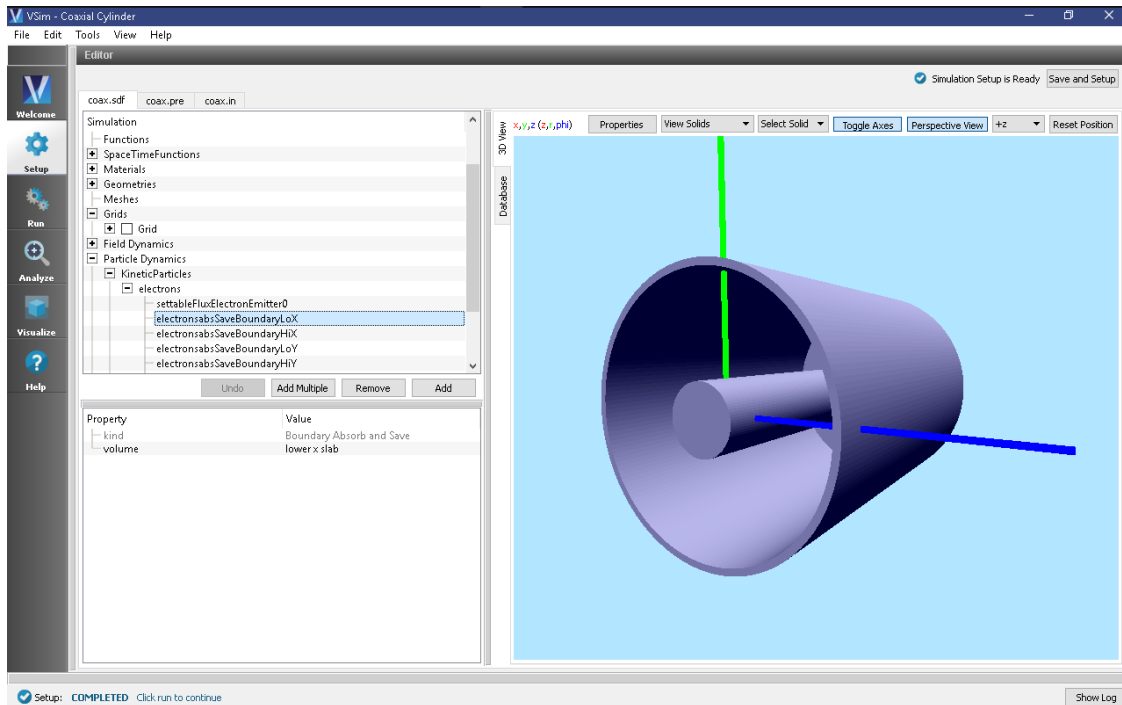 VSim - Coaxial Cylinder
File Edit Tools View Help
Editor
Simulation Setup is Ready Save and Setup
coax.sdf coax.pre coax.in
Welcome
Setup
Run
Analyze
Visualize
Help
Simulation
Functions
SpaceTimeFunctions
Materials
Geometries
Meshes
Grids
Grid
Field Dynamics
Particle Dynamics
KineticParticles
electrons
settableFluxElectronEmitter0
electronsabsSaveBoundaryLoX
electronsabsSaveBoundaryHiX
electronsabsSaveBoundaryLoY
electronsabsSaveBoundaryHiY
Undo Add Multiple Remove Add
Property Value
kind Boundary Absorb and Save
volume lower x slab
3D View
Database
x,y,z (z,r,phi) Properties View Solids Select Solid Toggle Axes Perspective View +z Reset Position
Setup: COMPLETED Click run to continue
Show Log